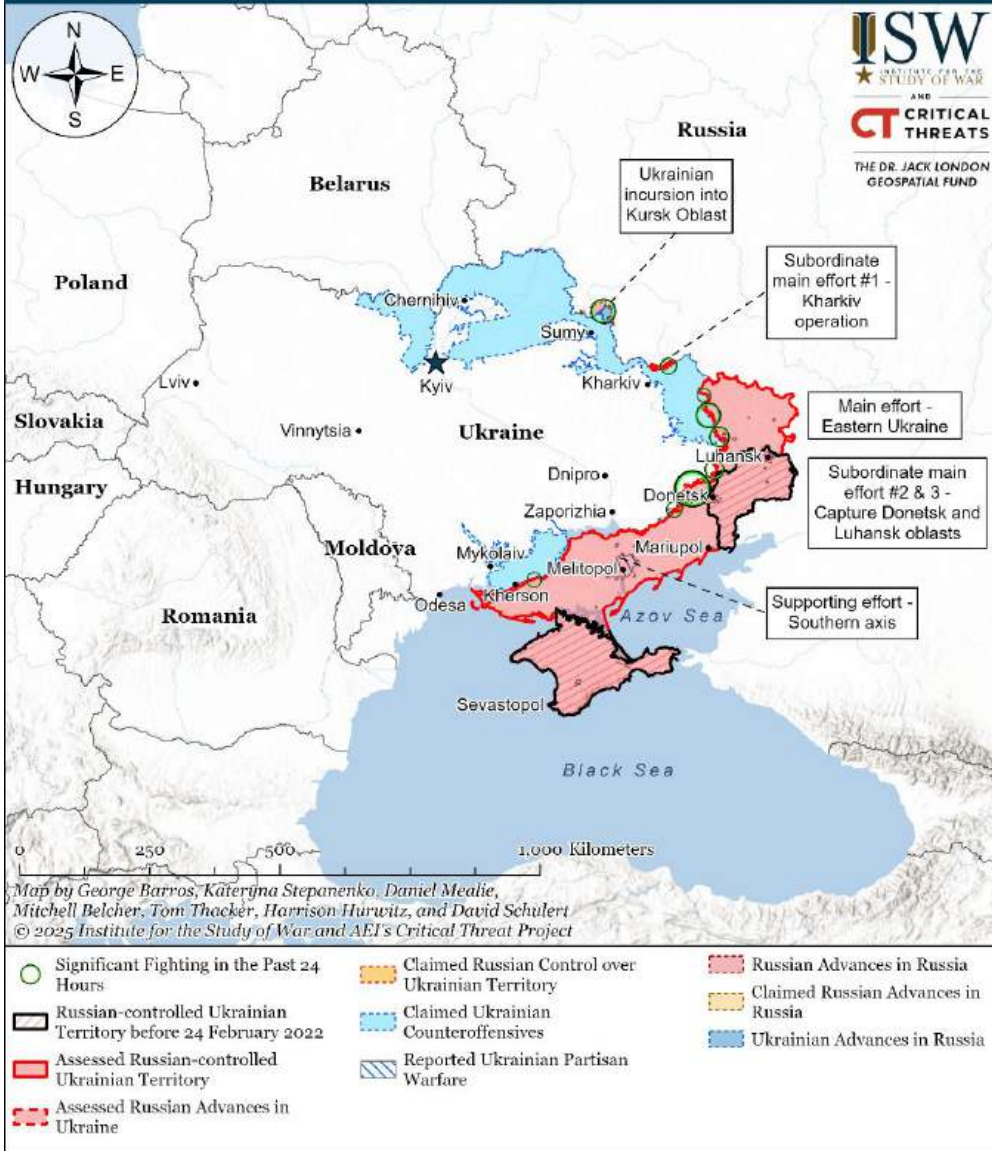 N
W E
S
ISW
INSTITUTE FOR THE
STUDY OF WAR
AND
CT CRITICAL
THREATS
THE DR. JACK LONDON
GEOSPATIAL FUND
Russia
Ukrainian
incursion into
Kursk Oblast
Belarus
Subordinate
main effort #1 -
Kharkiv
operation
Poland
Chernihiv
Sumy
Kyiv
Kharkiv
Lviv
Slovakia
Vinnytsia
Ukraine
Main effort -
Eastern Ukraine
Luhansk
Hungary
Dnipro
Donetsk
Subordinate main
effort #2 & 3 -
Capture Donetsk and
Luhansk oblasts
Zaporizhia
Moldova
Mykolaiv
Mariupol
Melitopol
Kherson
Odesa
Romania
Azov Sea
Supporting effort -
Southern axis
Sevastopol
Black Sea
0 250 500 1,000 Kilometers
Map by George Barros, Kateryna Stepanenko, Daniel Mealie,
Mitchell Belcher, Tom Thacker, Harrison Hurwitz, and David Schulert
© 2025 Institute for the Study of War and AEI's Critical Threat Project
Significant Fighting in the Past 24
Hours
Russian-controlled Ukrainian
Territory before 24 February 2022
Assessed Russian-controlled
Ukrainian Territory
Assessed Russian Advances in
Ukraine
Claimed Russian Control over
Ukrainian Territory
Claimed Ukrainian
Counteroffensives
Reported Ukrainian Partisan
Warfare
Russian Advances in Russia
Claimed Russian Advances in
Russia
Ukrainian Advances in Russia